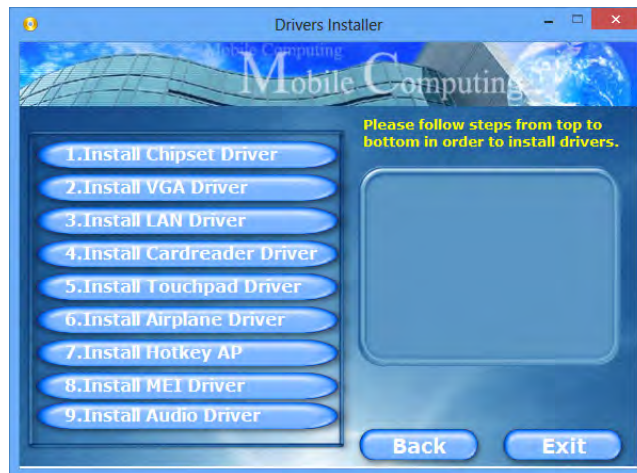 Drivers Installer
Mobile Computing
Mobile Computing
Please follow steps from top to
bottom in order to install drivers.
1.Install Chipset Driver
2.Install VGA Driver
3.Install LAN Driver
4.Install Cardreader Driver
5.Install Touchpad Driver
6.Install Airplane Driver
7.Install Hotkey AP
8.Install MEI Driver
9.Install Audio Driver
Back
Exit